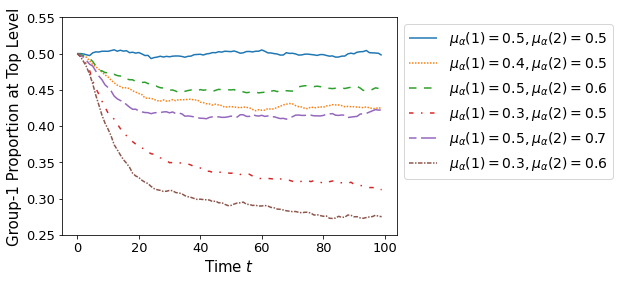 Group-1 Proportion at Top Level
0.55
0.50
0.45
0.40
0.35
0.30
0.25
0 20 40 60 80 100
Time t
μα(1) = 0.5, μα(2) = 0.5
μα(1) = 0.4, μα(2) = 0.5
μα(1) = 0.5, μα(2) = 0.6
μα(1) = 0.3, μα(2) = 0.5
μα(1) = 0.5, μα(2) = 0.7
μα(1) = 0.3, μα(2) = 0.6